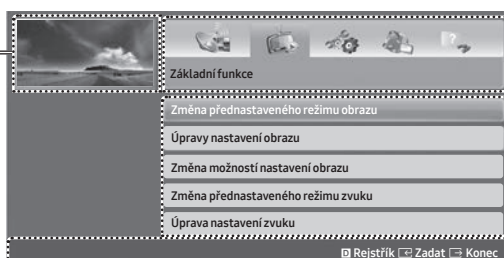 Základní funkce
Změna přednastaveného režimu obrazu
Úpravy nastavení obrazu
Změna možností nastavení obrazu
Změna přednastaveného režimu zvuku
Úprava nastavení zvuku
D Rejstřík Zadat Konec